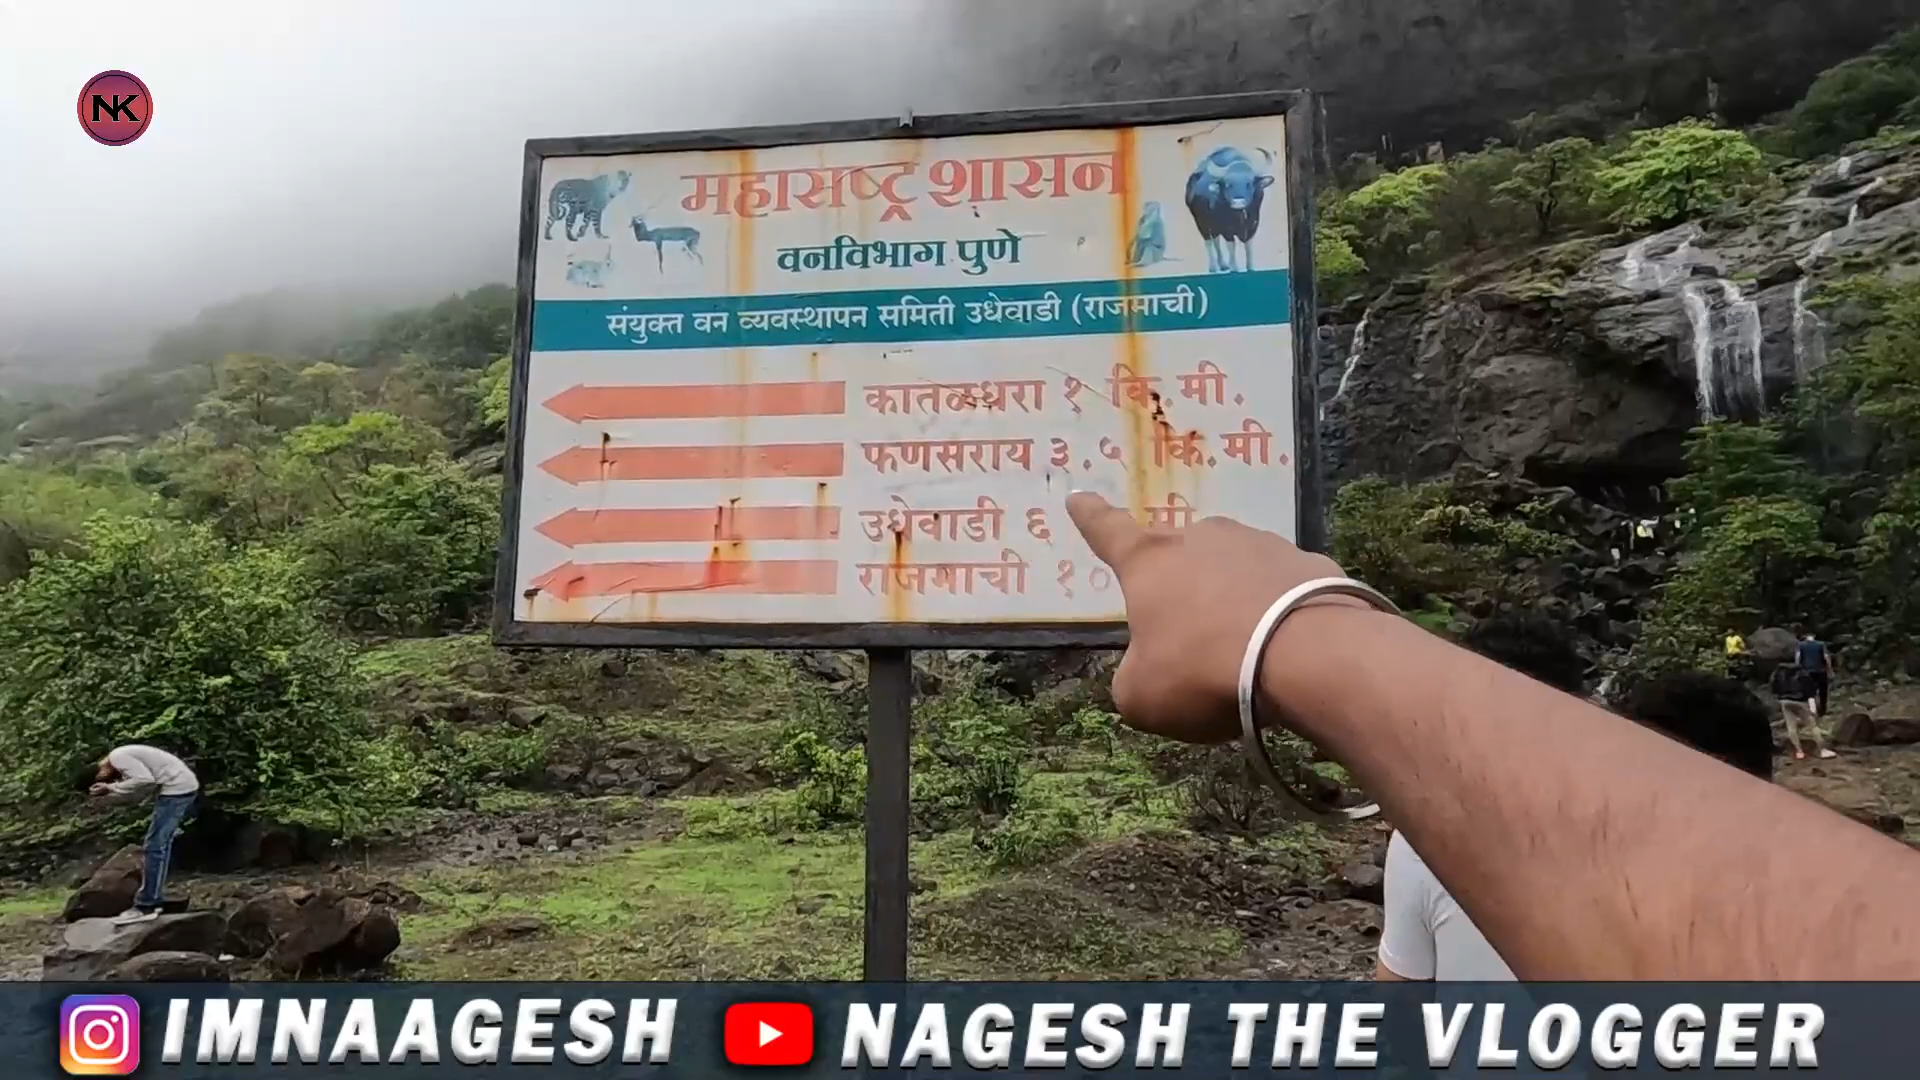 NK
महाराष्ट्र शासन
वनविभाग पुणे
संयुक्त वन व्यवस्थापन समिती उधेवाडी (राजमाची)
कातळधरा १ कि.मी.
फणसराय ३.५ कि.मी.
उधेवाडी ६ मी.
राजमाची १०
IMNAAGESH NAGESH THE VLOGGER